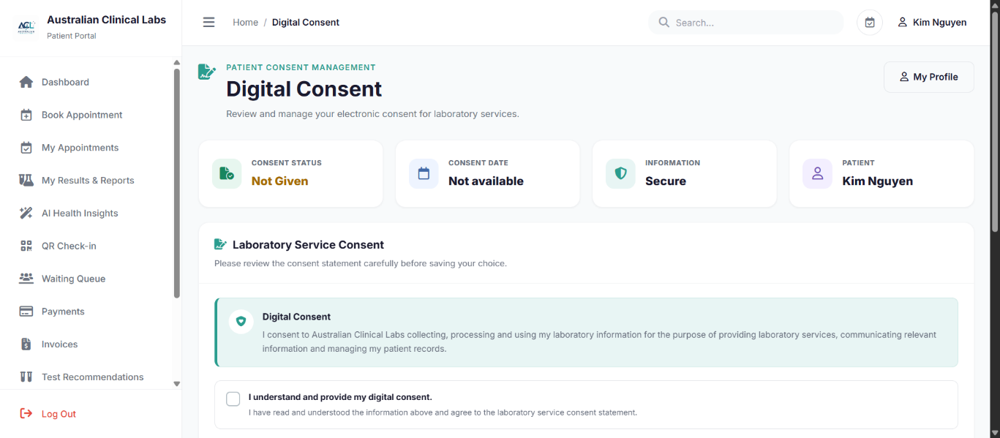 ACL
Australian Clinical Labs
Patient Portal
Home / Digital Consent
Search...
Kim Nguyen
Dashboard
Book Appointment
My Appointments
My Results & Reports
AI Health Insights
QR Check-in
Waiting Queue
Payments
Invoices
Test Recommendations
Log Out
PATIENT CONSENT MANAGEMENT
Digital Consent
Review and manage your electronic consent for laboratory services.
My Profile
CONSENT STATUS
Not Given
CONSENT DATE
Not available
INFORMATION
Secure
PATIENT
Kim Nguyen
Laboratory Service Consent
Please review the consent statement carefully before saving your choice.
Digital Consent
I consent to Australian Clinical Labs collecting, processing and using my laboratory information for the purpose of providing laboratory services, communicating relevant
information and managing my patient records.
I understand and provide my digital consent.
I have read and understood the information above and agree to the laboratory service consent statement.